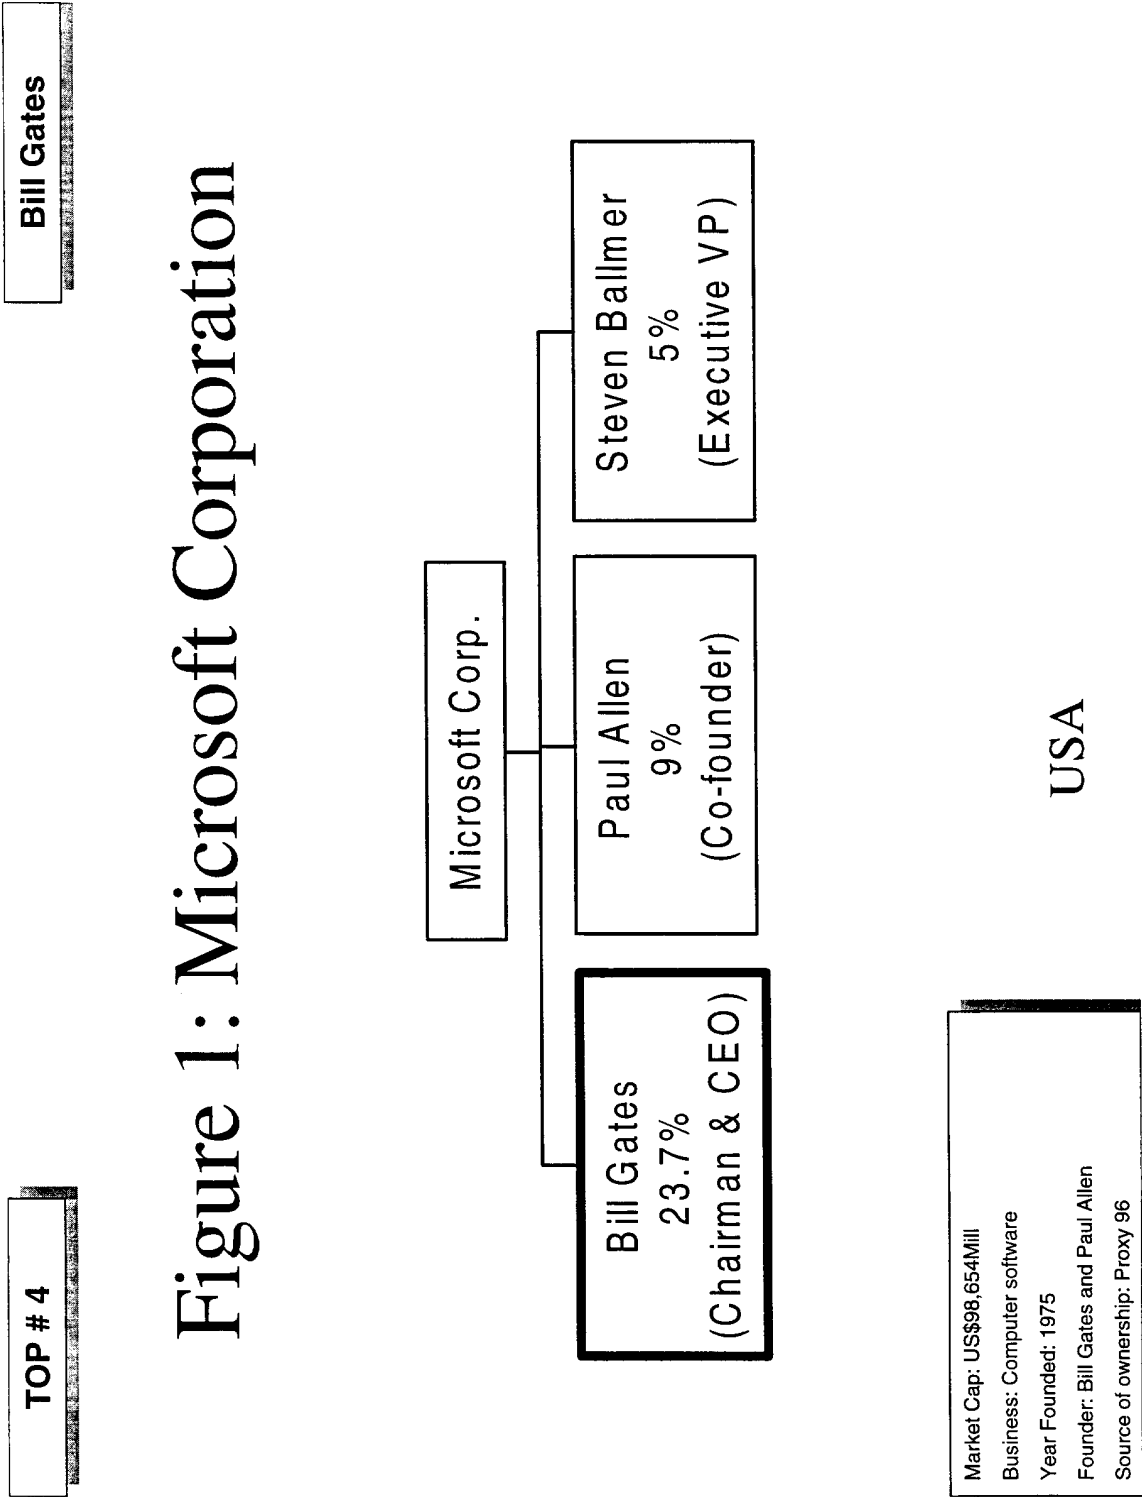 TOP # 4
Bill Gates
Figure 1: Microsoft Corporation
Microsoft Corp.
Bill Gates
23.7%
(Chairman & CEO)
Paul Allen
9%
(Co-founder)
Steven Ballmer
5%
(Executive VP)
Market Cap: US$98,654Mill
Business: Computer software
Year Founded: 1975
Founder: Bill Gates and Paul Allen
Source of ownership: Proxy 96
USA